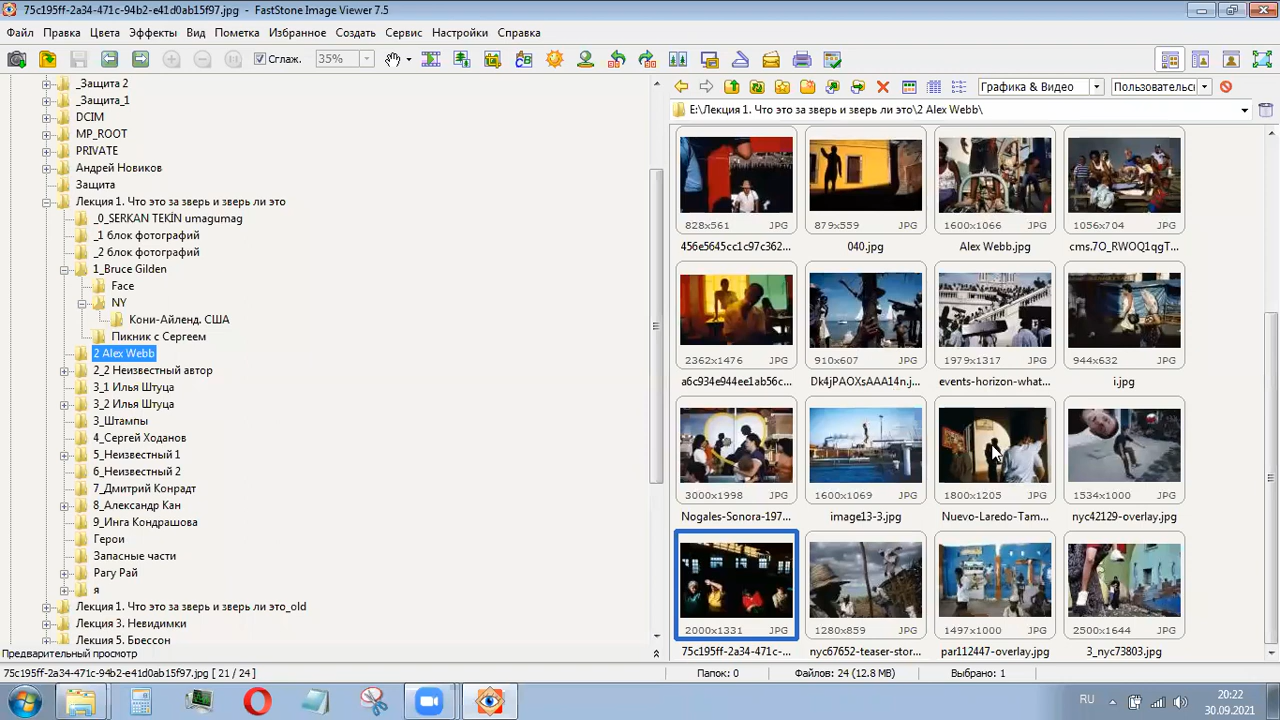 75c195ff-2a34-471c-94b2-e41d0ab15f97.jpg - FastStone Image Viewer 7.5
Файл Правка Цвета Эффекты Вид Пометка Избранное Создать Сервис Настройки Справка
Сглаж. 35%
Графика & Видео Пользовательсі
E:\Лекция 1. Что это за зверь и зверь ли это\2 Alex Webb\
_Защита 2
_Защита_1
DCIM
MP_ROOT
PRIVATE
Андрей Новиков
Защита
Лекция 1. Что это за зверь и зверь ли это
_0_SERKAN TEKİN umagumag
_1 блок фотографий
_2 блок фотографий
1_Bruce Gilden
Face
NY
Кони-Айленд. США
Пикник с Сергеем
2 Alex Webb
2_2 Неизвестный автор
3_1 Илья Штуца
3_2 Илья Штуца
3_Штампы
4_Сергей Ходанов
5_Неизвестный 1
6_Неизвестный 2
7_Дмитрий Конрадт
8_Александр Кан
9_Инга Кондрашова
Герои
Запасные части
Рагу Рай
я
Лекция 1. Что это за зверь и зверь ли это_old
Лекция 3. Невидимки
Лекция 5. Брессон
Предварительный просмотр
828x561 879x559 1600x1066 JPG 1056x704 JPG
456e5645cc1c97c362... 040.jpg Alex Webb.jpg cms.7O_RWOQ1qgT...
2362x1476 JPG 910x607 JPG 1979x1317 JPG 944x632 JPG
a6c934e944ee1ab56c... Dk4jPAOXsAAA14n.j... events-horizon-what... i.jpg
3000x1998 JPG 1600x1069 JPG 1800x1205 JPG 1534x1000 JPG
Nogales-Sonora-197... image13-3.jpg Nuevo-Laredo-Tam... nyc42129-overlay.jpg
2000x1331 JPG 1280x859 JPG 1497x1000 JPG 2500x1644 JPG
75c195ff-2a34-471c-... nyc67652-teaser-stor... par112447-overlay.jpg 3_nyc73803.jpg
75c195ff-2a34-471c-94b2-e41d0ab15f97.jpg [ 21 / 24 ] Папок: 0 Файлов: 24 (12.8 MB) Выбрано: 1
RU 20:22
30.09.2021